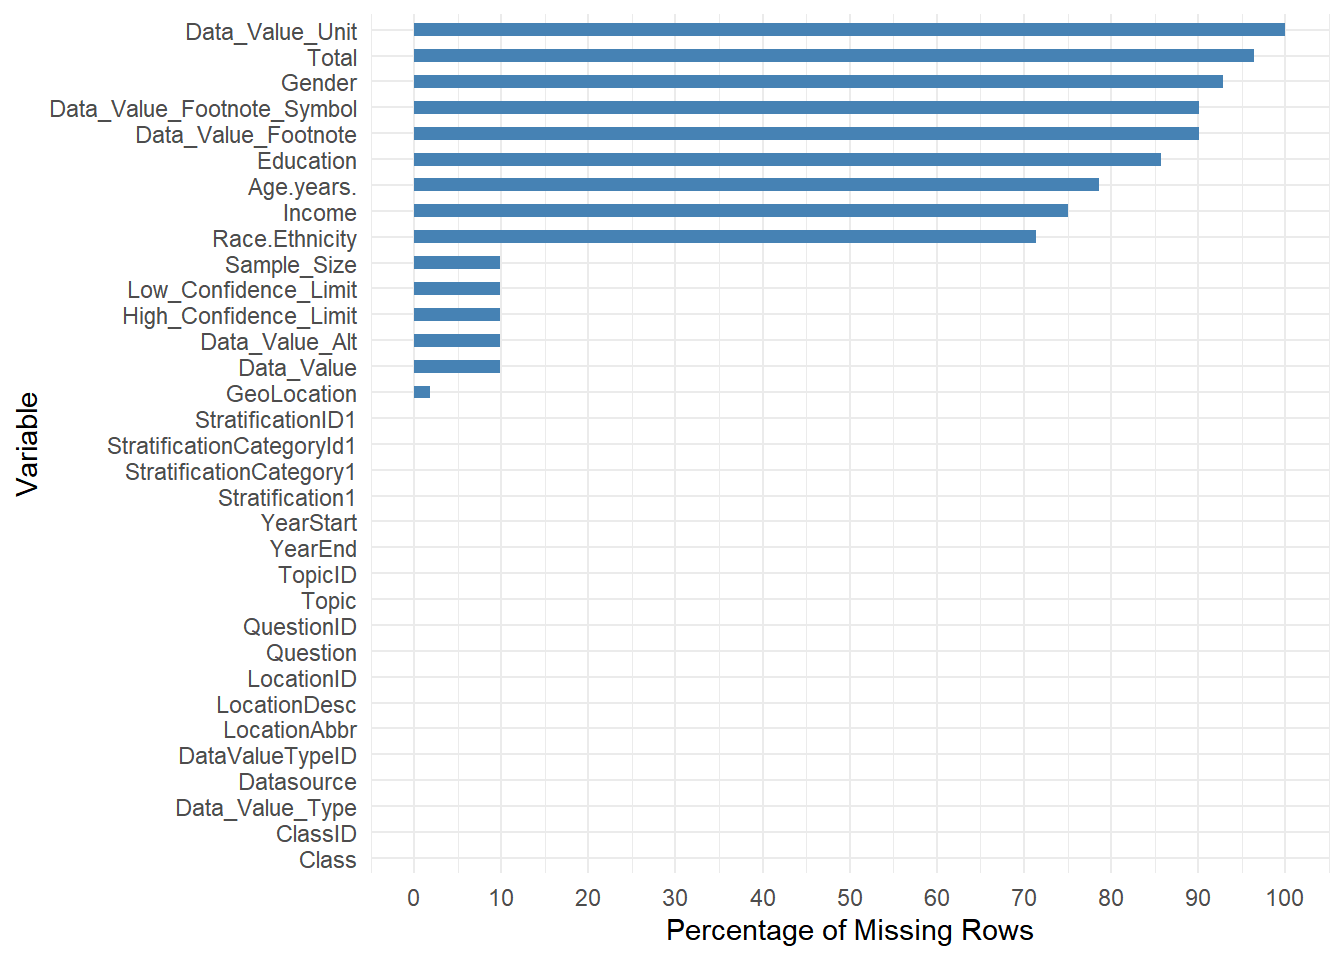 Data_Value_Unit
Total
Gender
Data_Value_Footnote_Symbol
Data_Value_Footnote
Education
Age.years.
Income
Race.Ethnicity
Sample_Size
Low_Confidence_Limit
High_Confidence_Limit
Data_Value_Alt
Data_Value
GeoLocation
StratificationID1
StratificationCategoryId1
StratificationCategory1
Stratification1
YearStart
YearEnd
TopicID
Topic
QuestionID
Question
LocationID
LocationDesc
LocationAbbr
DataValueTypeID
Datasource
Data_Value_Type
ClassID
Class
Variable
0 10 20 30 40 50 60 70 80 90 100
Percentage of Missing Rows